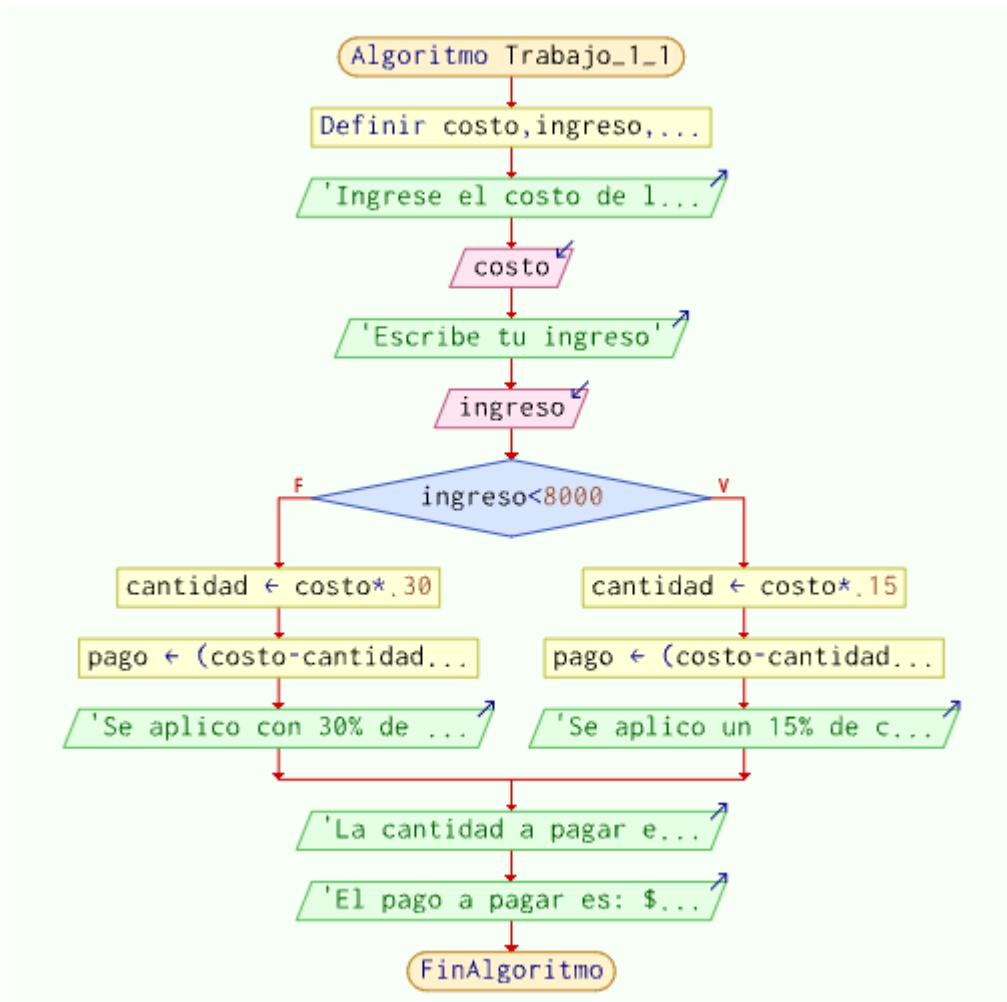 Algoritmo Trabajo_1_1
Definir costo,ingreso,...
'Ingrese el costo de l...
costo
'Escribe tu ingreso'
ingreso
F
ingreso<8000
V
cantidad ← costo*.30
cantidad ← costo*.15
pago ← (costo-cantidad...
pago ← (costo-cantidad...
'Se aplico con 30% de ...
'Se aplico un 15% de c...
'La cantidad a pagar e...
'El pago a pagar es: $...
FinAlgoritmo